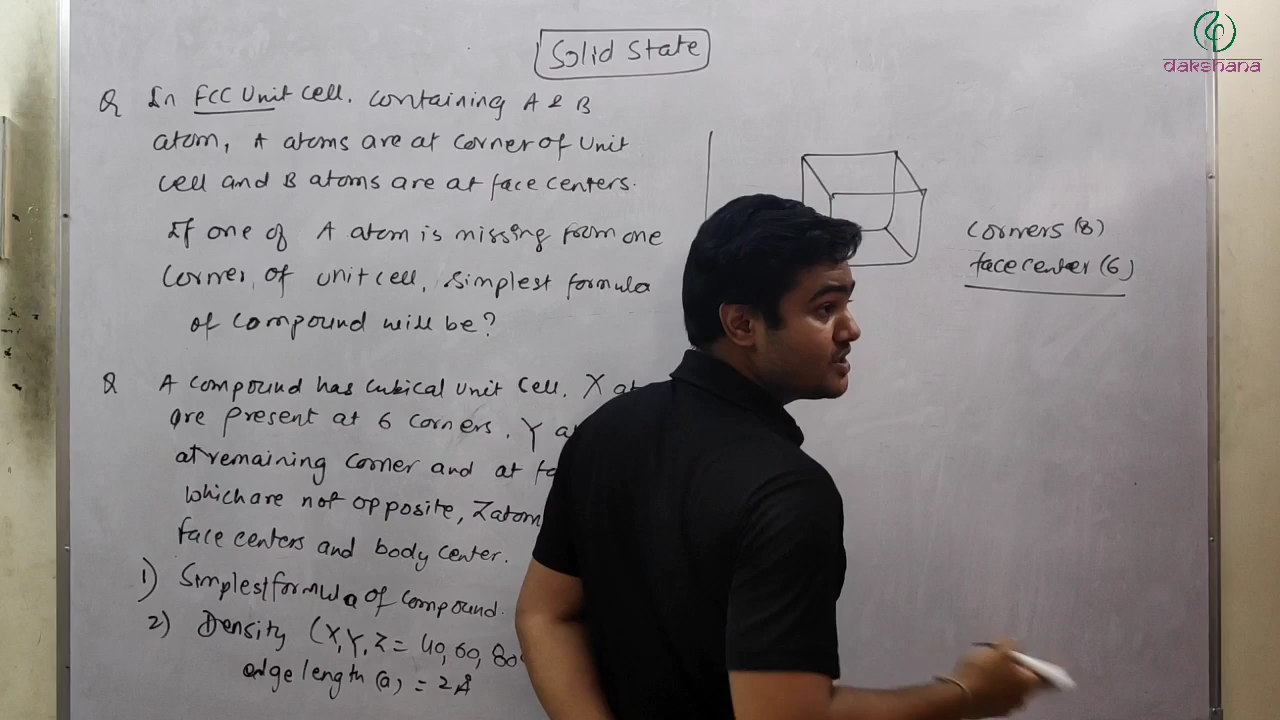 Solid State
dakshana
Q In FCC Unit cell. containing A & B
atom, A atoms are at corner of unit
cell and B atoms are at face centers.
If one of A atom is missing from one
corner, of unit cell, simplest formula
of compound will be?
corners (8)
face center (6)
Q A compound has cubical unit cell. X
are present at 6 corners, Y
at remaining corner and at
which are not opposite, Z atom
face centers and body center.
1) Simplest formula of compound.
2) Density (X, Y, Z = 40, 60, 80
edge length (a) = 2 Å